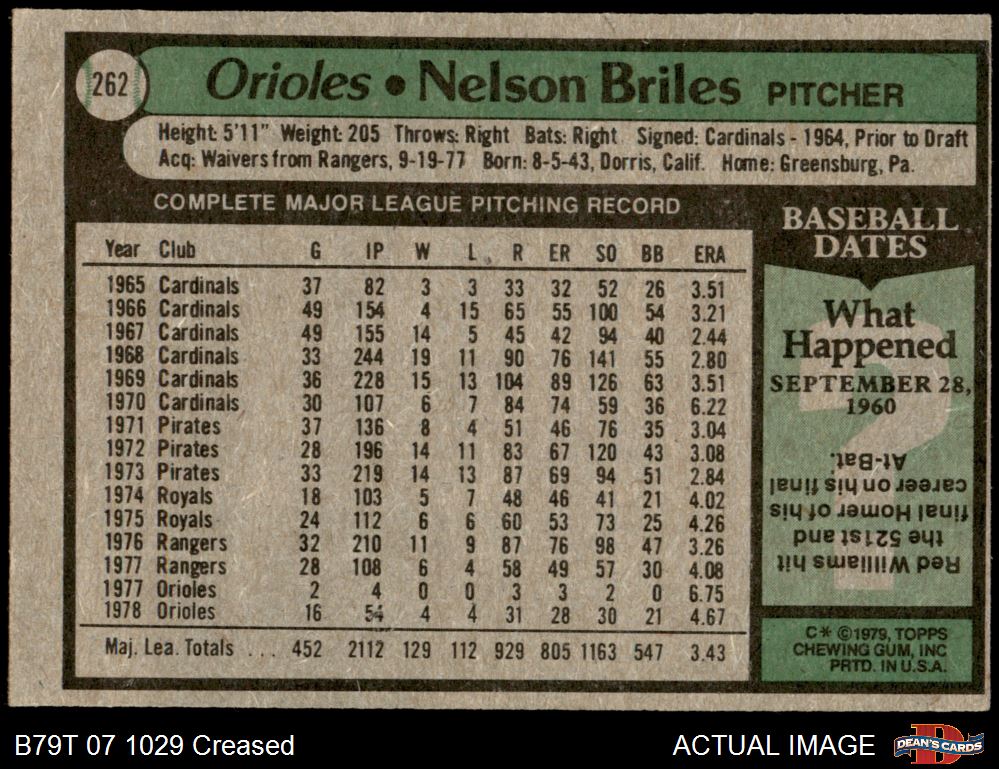 262
Orioles • Nelson Briles PITCHER
Height: 5'11" Weight: 205 Throws: Right Bats: Right Signed: Cardinals - 1964, Prior to Draft
Acq: Waivers from Rangers, 9-19-77 Born: 8-5-43, Dorris, Calif. Home: Greensburg, Pa.
COMPLETE MAJOR LEAGUE PITCHING RECORD
Year Club G IP W L R ER SO BB ERA
1965 Cardinals 37 82 3 3 33 32 52 26 3.51
1966 Cardinals 49 154 4 15 65 55 100 54 3.21
1967 Cardinals 49 155 14 5 45 42 94 40 2.44
1968 Cardinals 33 244 19 11 90 76 141 55 2.80
1969 Cardinals 36 228 15 13 104 89 126 63 3.51
1970 Cardinals 30 107 6 7 84 74 59 36 6.22
1971 Pirates 37 136 8 4 51 46 76 35 3.04
1972 Pirates 28 196 14 11 83 67 120 43 3.08
1973 Pirates 33 219 14 13 87 69 94 51 2.84
1974 Royals 18 103 5 7 48 46 41 21 4.02
1975 Royals 24 112 6 6 60 53 73 25 4.26
1976 Rangers 32 210 11 9 87 76 98 47 3.26
1977 Rangers 28 108 6 4 58 49 57 30 4.08
1977 Orioles 2 4 0 0 3 3 2 0 6.75
1978 Orioles 16 54 4 4 31 28 30 21 4.67
Maj. Lea. Totals . . . 452 2112 129 112 929 805 1163 547 3.43
BASEBALL
DATES
What
Happened
SEPTEMBER 28,
1960
Red Williams hit
the 521st and
final Homer of his
career on his final
At-Bat.
C* ©1979, TOPPS
CHEWING GUM, INC
PRTD. IN U.S.A.
B79T 07 1029 Creased
ACTUAL IMAGE
D
DEAN'S CARDS